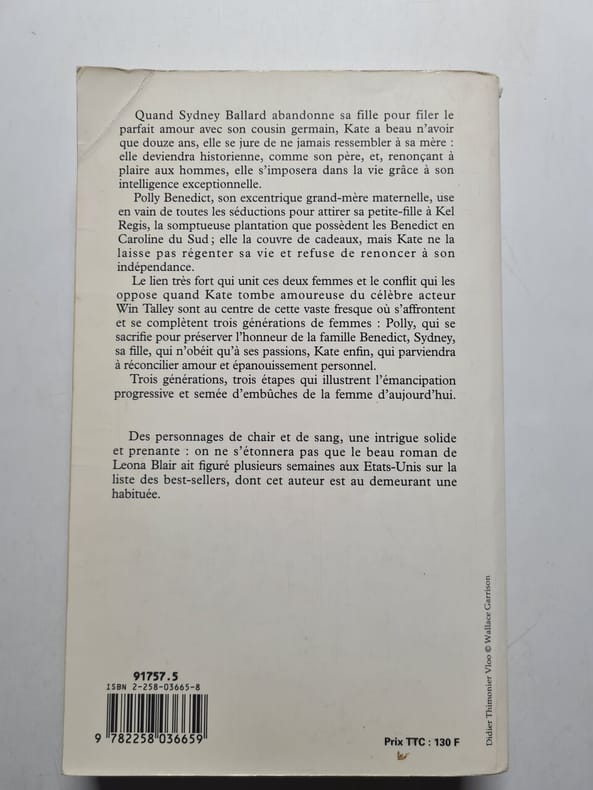 Quand Sydney Ballard abandonne sa fille pour filer le
parfait amour avec son cousin germain, Kate a beau n'avoir
que douze ans, elle se jure de ne jamais ressembler à sa mère :
elle deviendra historienne, comme son père, et, renonçant à
plaire aux hommes, elle s'imposera dans la vie grâce à son
intelligence exceptionnelle.
Polly Benedict, son excentrique grand-mère maternelle, use
en vain de toutes les séductions pour attirer sa petite-fille à Kel
Regis, la somptueuse plantation que possèdent les Benedict en
Caroline du Sud ; elle la couvre de cadeaux, mais Kate ne la
laisse pas régenter sa vie et refuse de renoncer à son
indépendance.
Le lien très fort qui unit ces deux femmes et le conflit qui les
oppose quand Kate tombe amoureuse du célèbre acteur
Win Talley sont au centre de cette vaste fresque où s'affrontent
et se complètent trois générations de femmes : Polly, qui se
sacrifie pour préserver l'honneur de la famille Benedict, Sydney,
sa fille, qui n'obéit qu'à ses passions, Kate enfin, qui parviendra
à réconcilier amour et épanouissement personnel.
Trois générations, trois étapes qui illustrent l'émancipation
progressive et semée d'embûches de la femme d'aujourd'hui.
Des personnages de chair et de sang, une intrigue solide
et prenante : on ne s'étonnera pas que le beau roman de
Leona Blair ait figuré plusieurs semaines aux Etats-Unis sur la
liste des best-sellers, dont cet auteur est au demeurant une
habituée.
Didier Thimonier Vloo © Wallace Garrison
91757.5
ISBN 2-258-03665-8
9 782258 036659
Prix TTC : 130 F